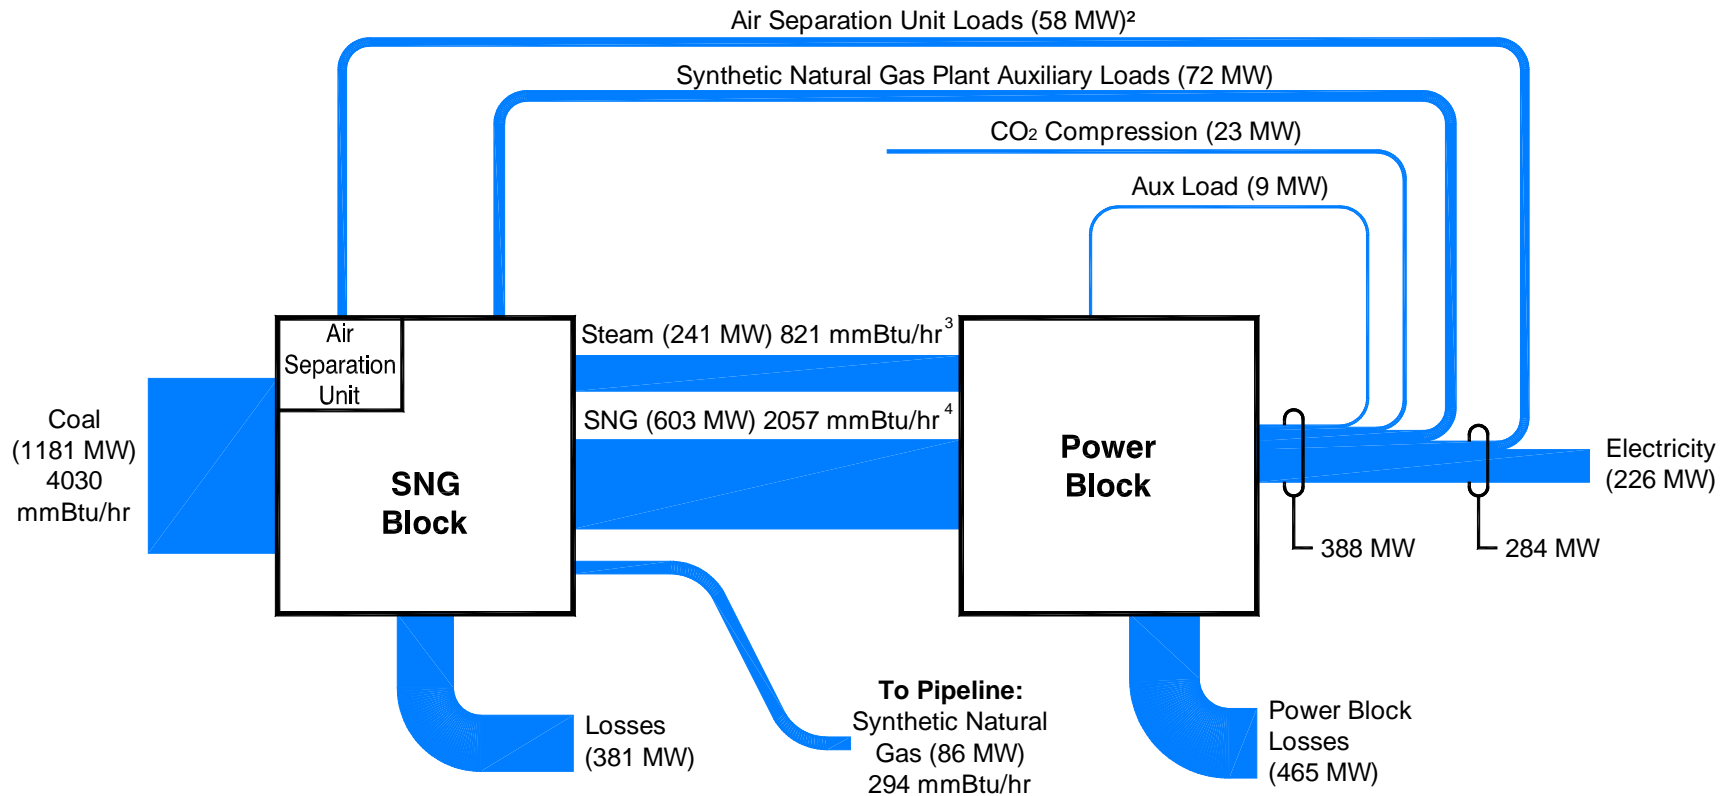 Air Separation Unit Loads (58 MW)²
Synthetic Natural Gas Plant Auxiliary Loads (72 MW)
CO₂ Compression (23 MW)
Aux Load (9 MW)
Air
Separation
Unit
Steam (241 MW) 821 mmBtu/hr³
SNG (603 MW) 2057 mmBtu/hr⁴
Coal
(1181 MW)
4030
mmBtu/hr
SNG
Block
Power
Block
Electricity
(226 MW)
388 MW
284 MW
Losses
(381 MW)
To Pipeline:
Synthetic Natural
Gas (86 MW)
294 mmBtu/hr
Power Block
Losses
(465 MW)